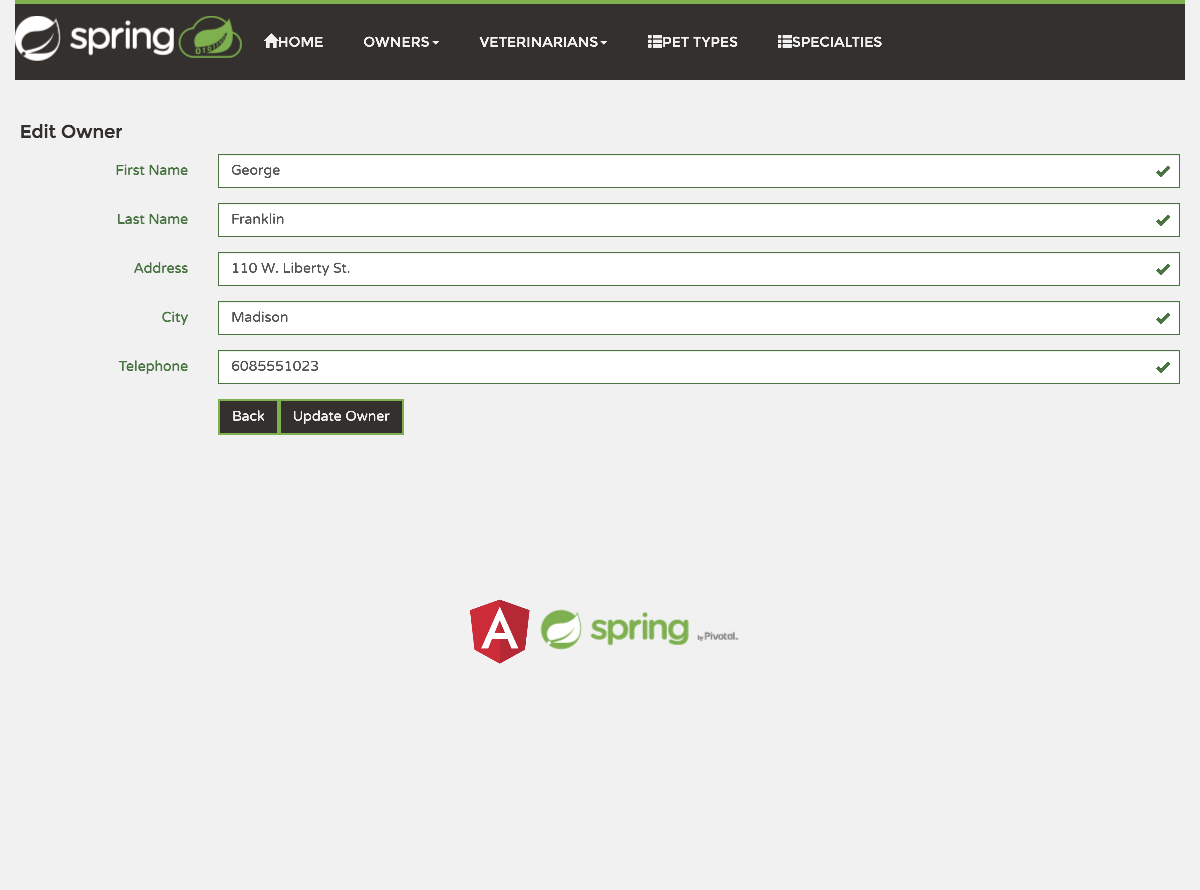 spring HOME OWNERS VETERINARIANS PET TYPES SPECIALTIES
Edit Owner
First Name George
Last Name Franklin
Address 110 W. Liberty St.
City Madison
Telephone 6085551023
Back Update Owner
A spring by Pivotal.